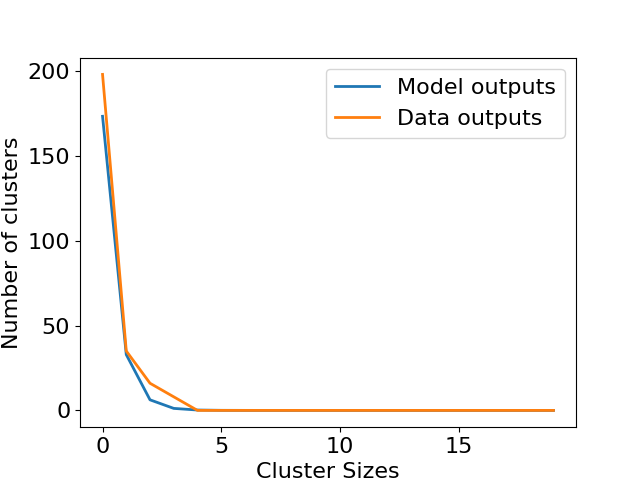 200
150
100
50
0
Number of clusters
Model outputs
Data outputs
0 5 10 15
Cluster Sizes